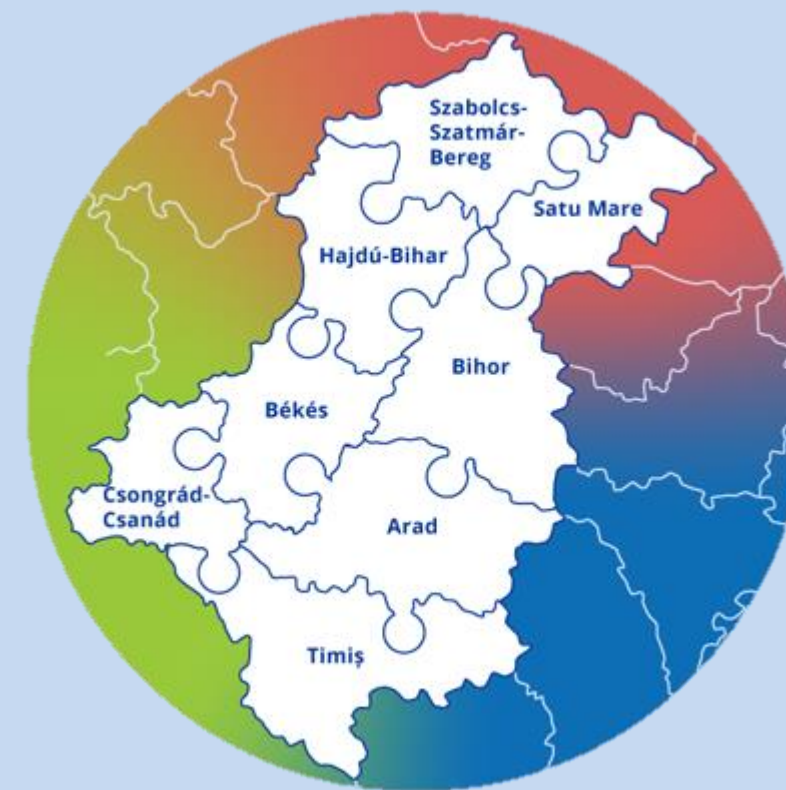 Szabolcs-
Szatmár-
Bereg
Satu Mare
Hajdú-Bihar
Bihor
Békés
Csongrád-
Csanád
Arad
Timiș